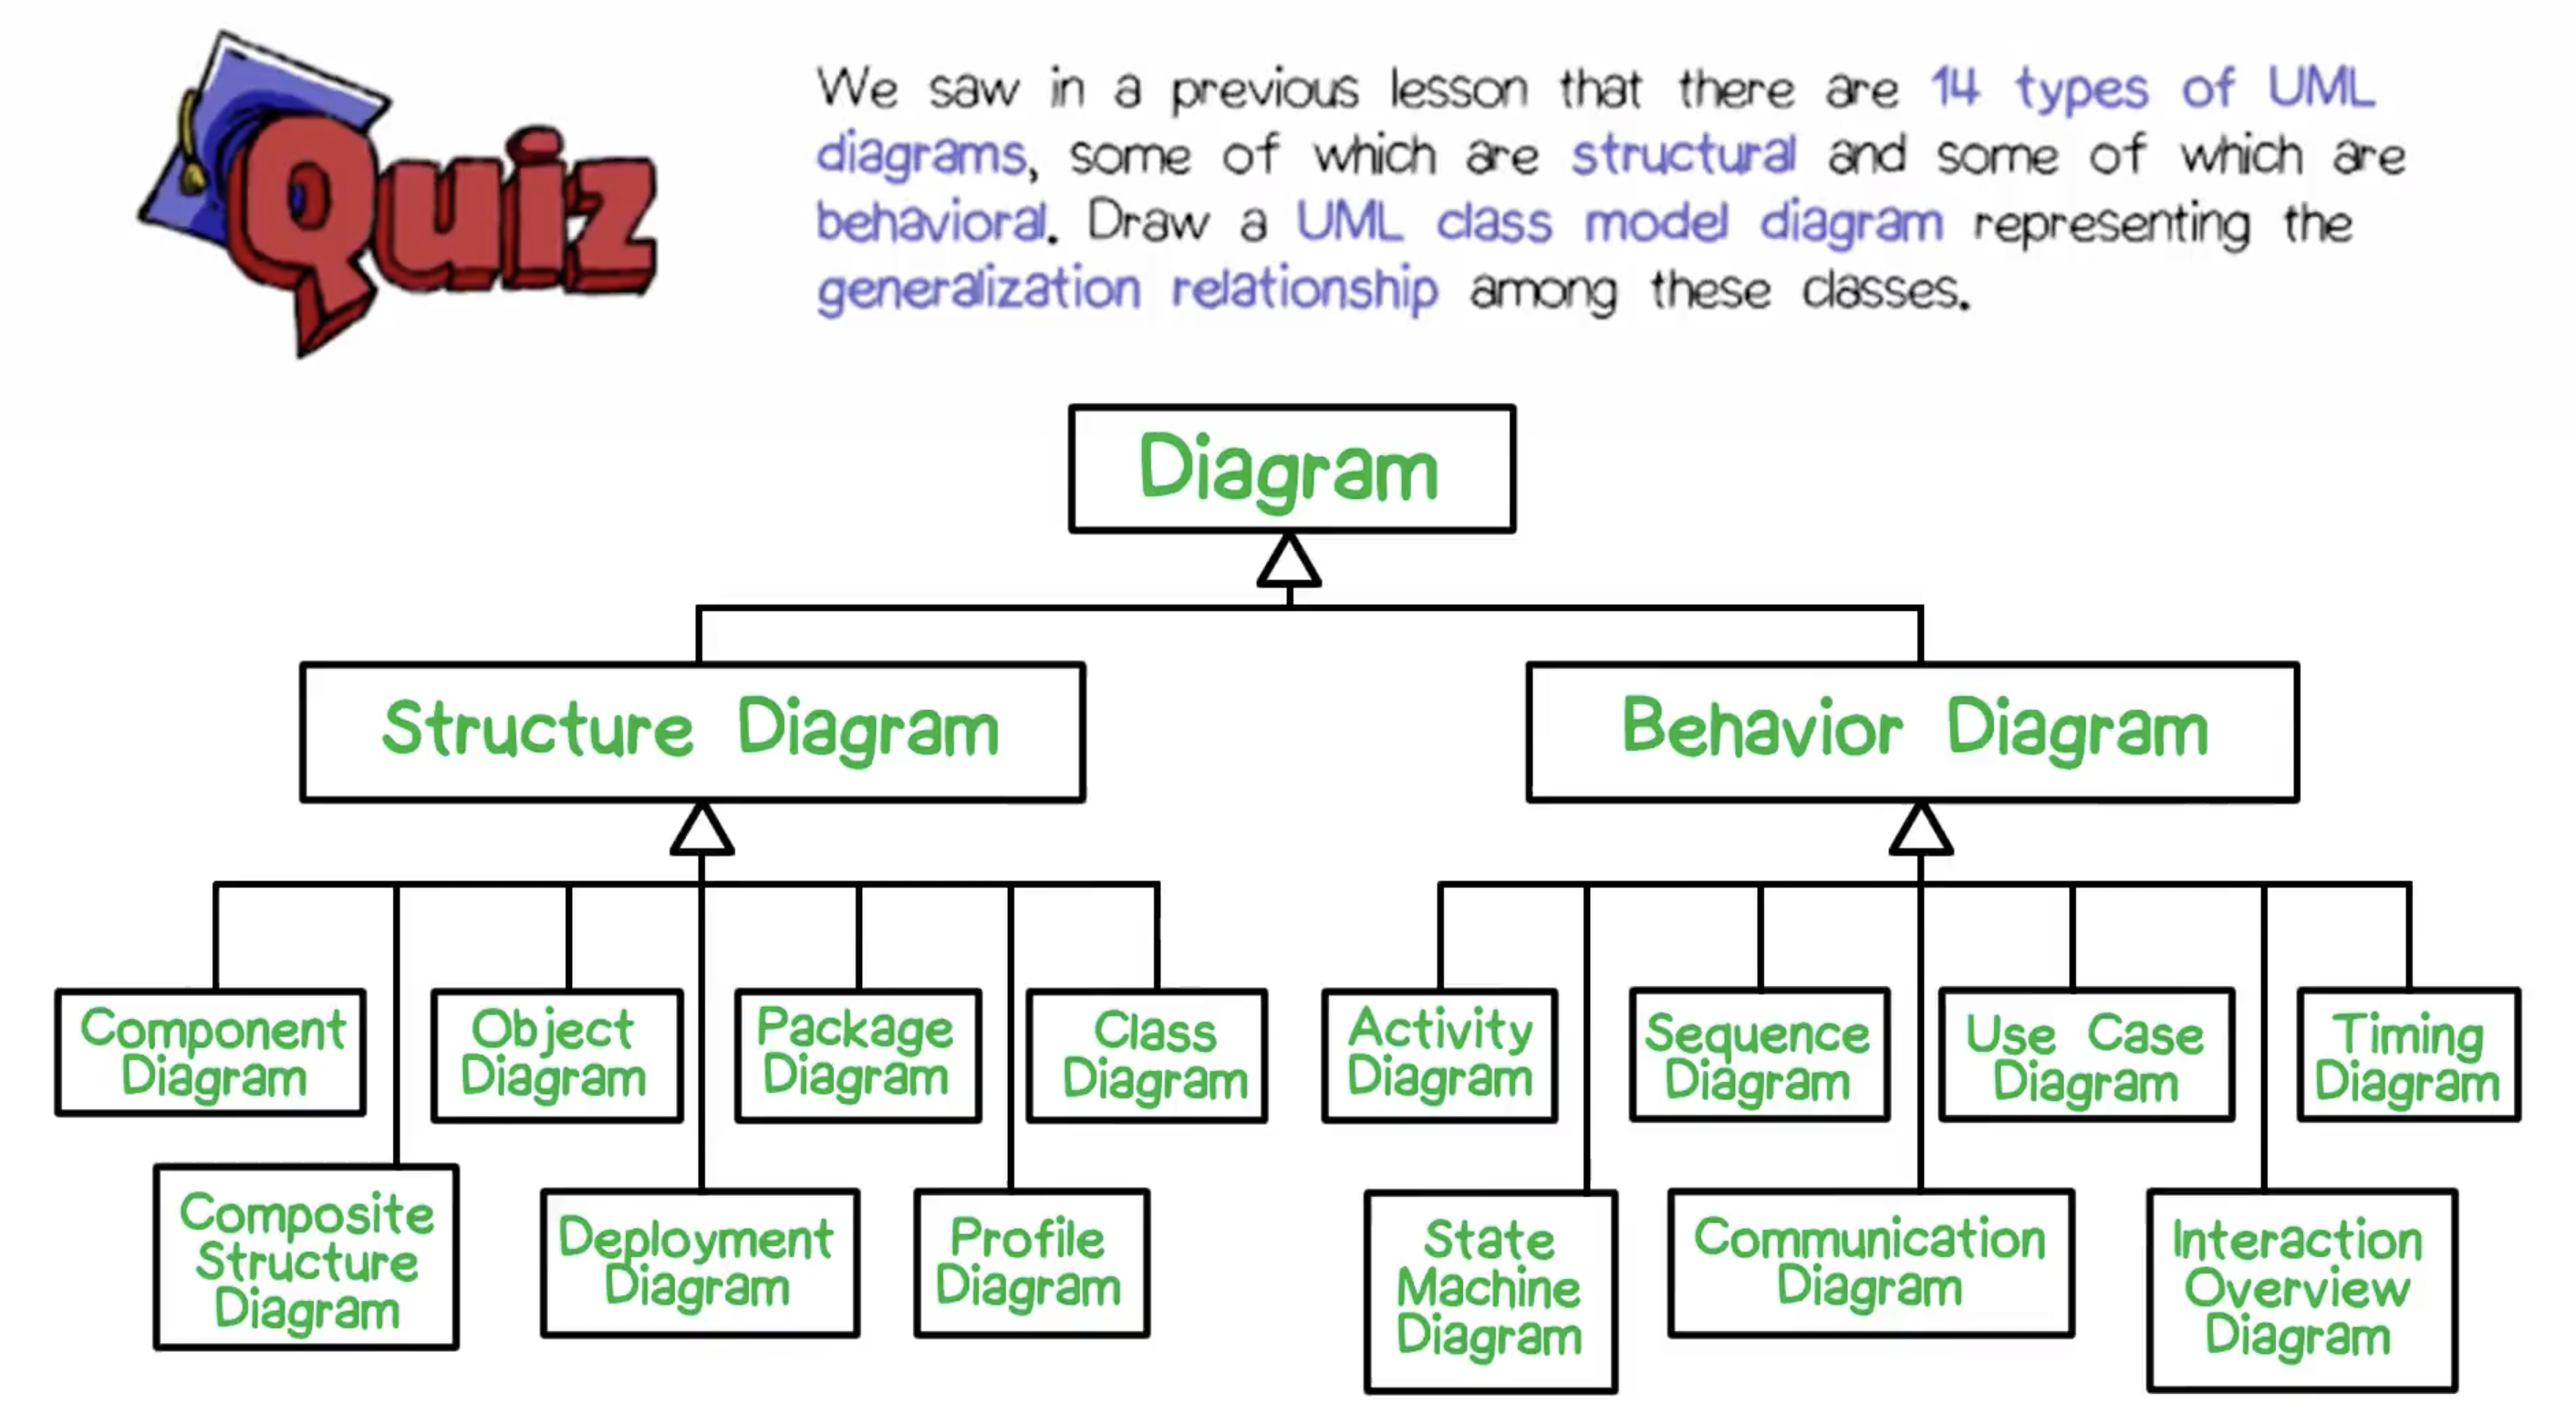 Quiz
We saw in a previous lesson that there are 14 types of UML
diagrams, some of which are structural and some of which are
behavioral. Draw a UML class model diagram representing the
generalization relationship among these classes.
Diagram
Structure Diagram
Behavior Diagram
Component
Diagram
Object
Diagram
Package
Diagram
Class
Diagram
Activity
Diagram
Sequence
Diagram
Use Case
Diagram
Timing
Diagram
Composite
Structure
Diagram
Deployment
Diagram
Profile
Diagram
State
Machine
Diagram
Communication
Diagram
Interaction
Overview
Diagram